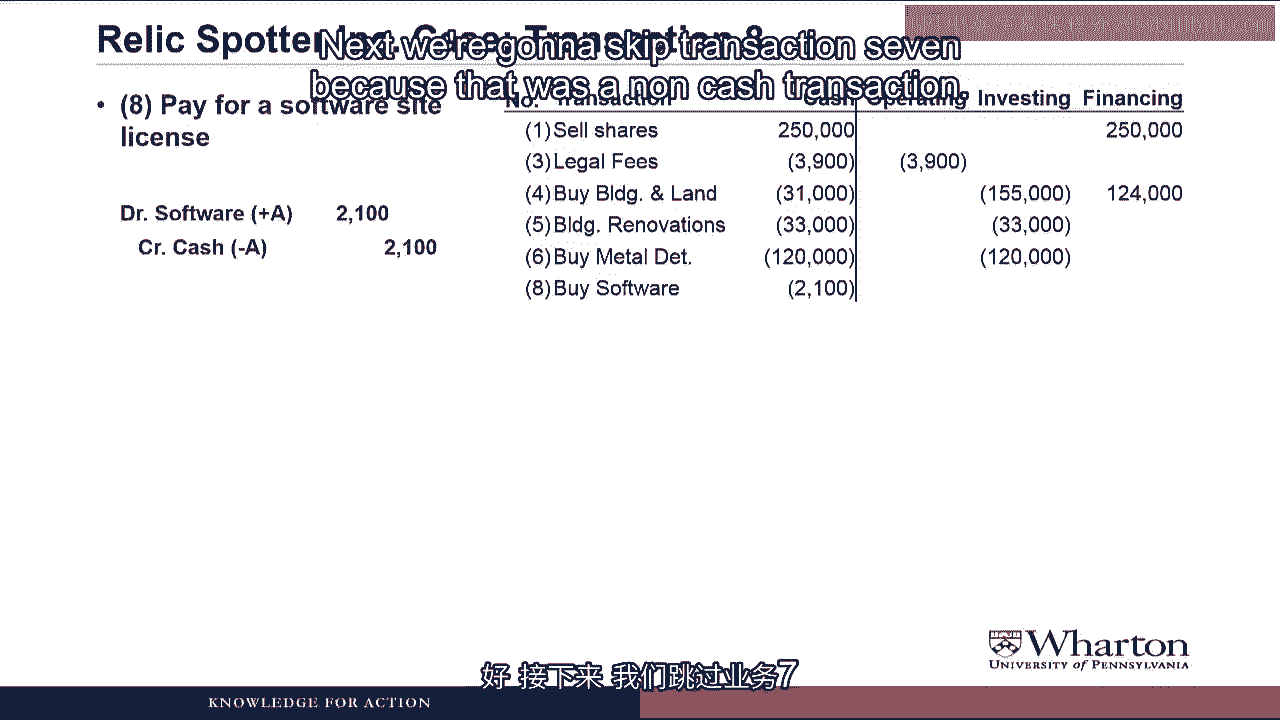 Relic Spotter Inc. Case: Transaction 8
Next we're gonna skip transaction seven
because that was a non cash transaction.
• (8) Pay for a software site
license
Dr. Software (+A) 2,100
Cr. Cash (-A) 2,100
No. Transaction Cash Operating Investing Financing
(1) Sell shares 250,000 250,000
(3) Legal Fees (3,900) (3,900)
(4) Buy Bldg. & Land (31,000) (155,000) 124,000
(5) Bldg. Renovations (33,000) (33,000)
(6) Buy Metal Det. (120,000) (120,000)
(8) Buy Software (2,100)
Wharton
UNIVERSITY of PENNSYLVANIA
好 接下来 我们跳过业务7
KNOWLEDGE FOR ACTION